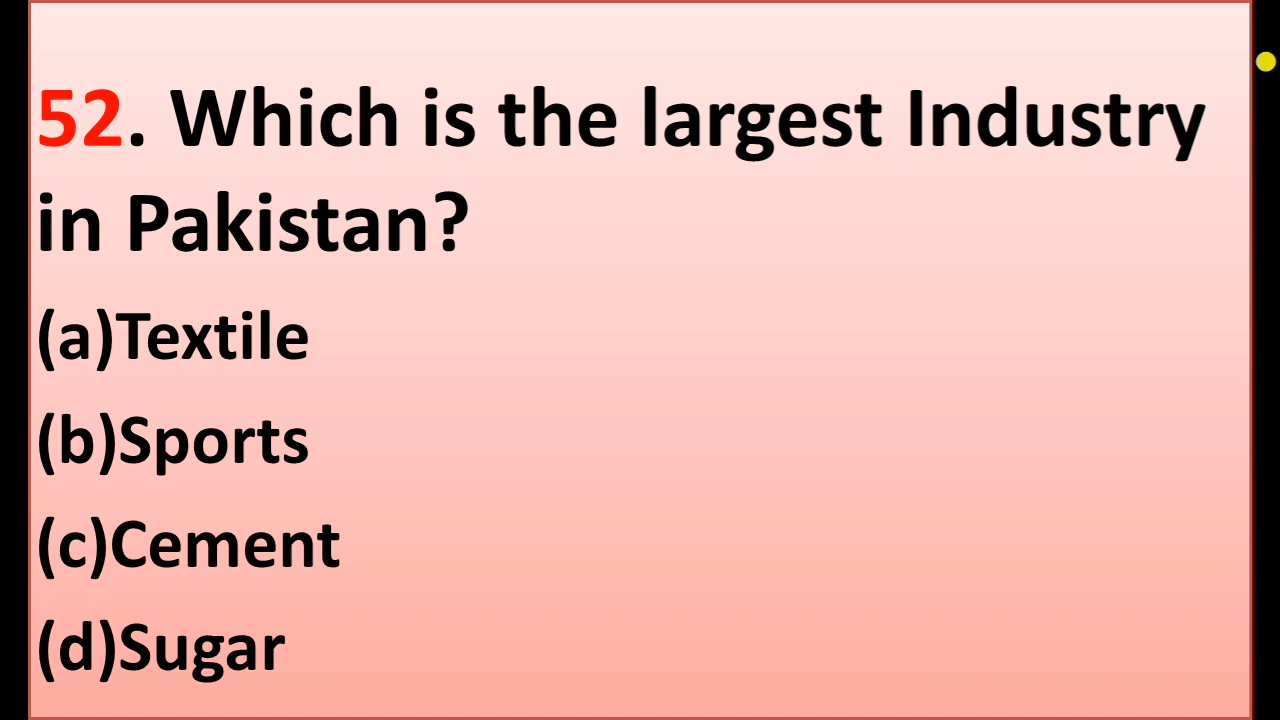 52. Which is the largest Industry
in Pakistan?
(a)Textile
(b)Sports
(c)Cement
(d)Sugar